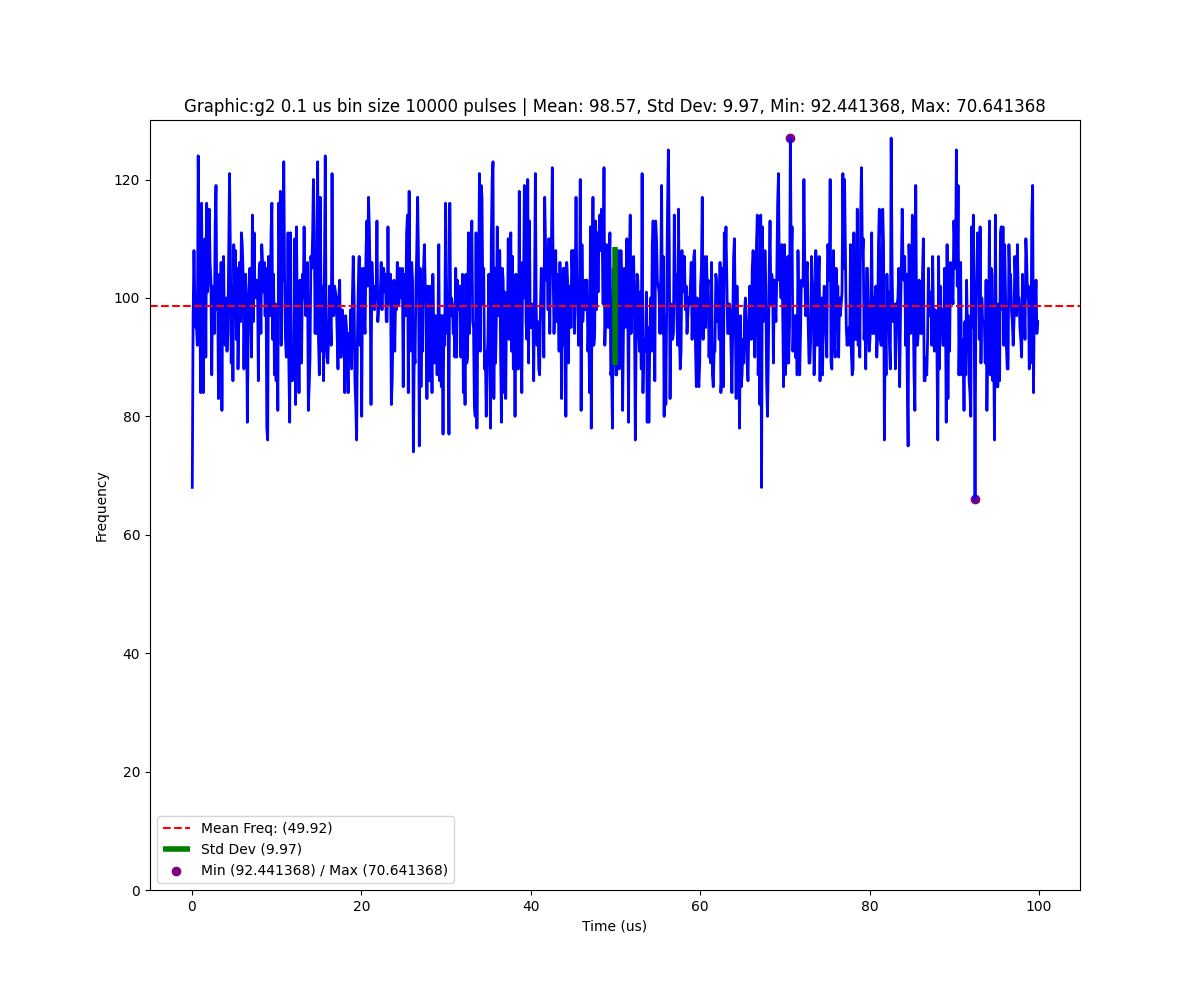 Graphic:g2 0.1 us bin size 10000 pulses | Mean: 98.57, Std Dev: 9.97, Min: 92.441368, Max: 70.641368
120
100
80
60
40
20
0
Frequency
Mean Freq: (49.92)
Std Dev (9.97)
Min (92.441368) / Max (70.641368)
0 20 40 60 80 100
Time (us)